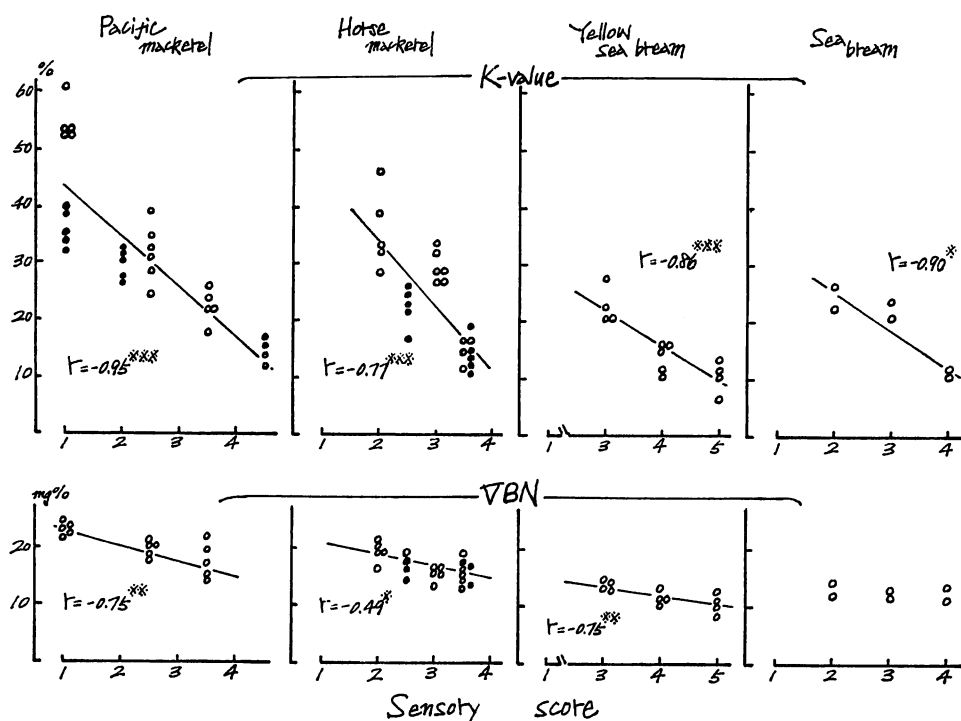 Pacific mackerel
Horse mackerel
Yellow sea bream
Sea bream
K-value
%
60
50
40
30
20
10
r=-0.95※※※
r=-0.77※※※
r=-0.86※※※
r=-0.90※
1 2 3 4
1 2 3 4
1 3 4 5
1 2 3 4
VBN
mg%
20
10
r=-0.75※※
r=-0.49※
r=-0.75※※
1 2 3 4
1 2 3 4
1 3 4 5
1 2 3 4
Sensory score